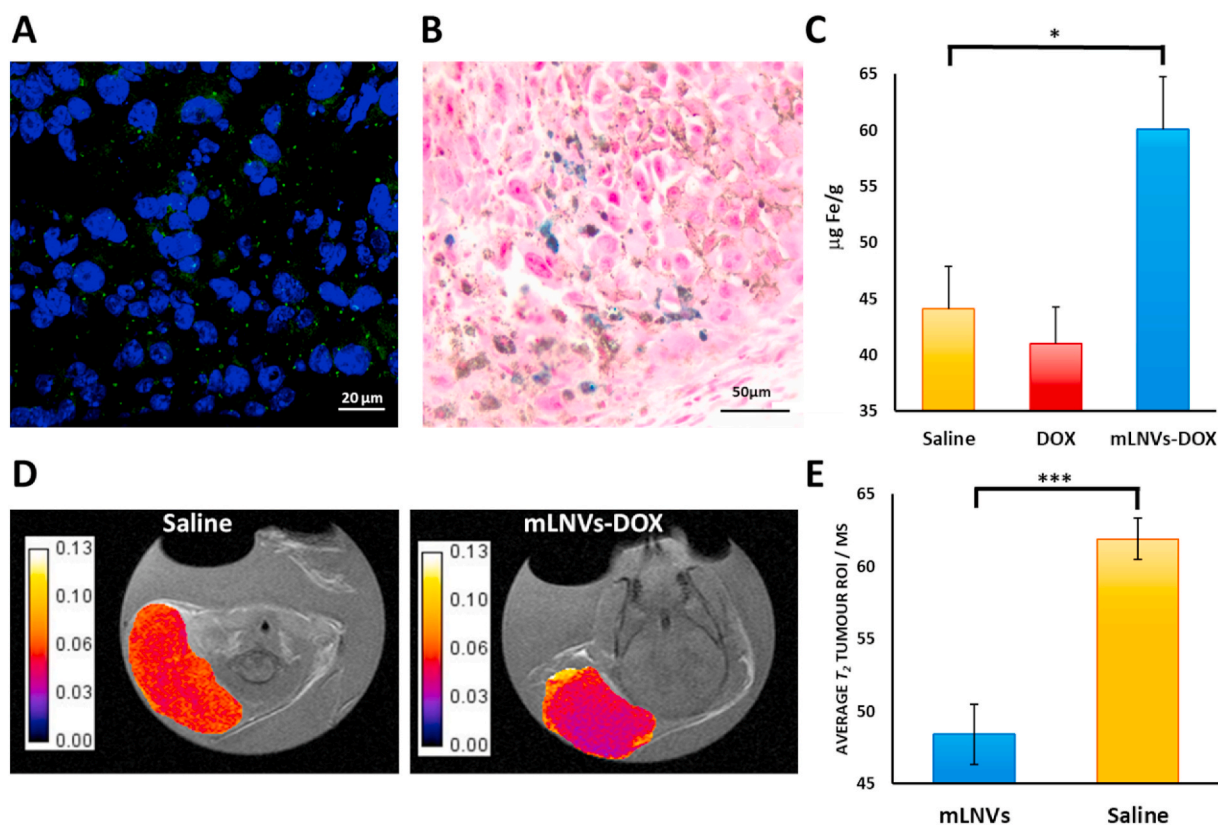 A
B
C
20 µm
50µm
*
65
60
55
50
45
40
35
µg Fe/g
Saline
DOX
mLNVs-DOX
D
E
Saline
0.13
0.10
0.06
0.03
0.00
mLNVs-DOX
0.13
0.10
0.06
0.03
0.00
***
65
60
55
50
45
AVERAGE T₂ TUMOUR ROI / MS
mLNVs
Saline